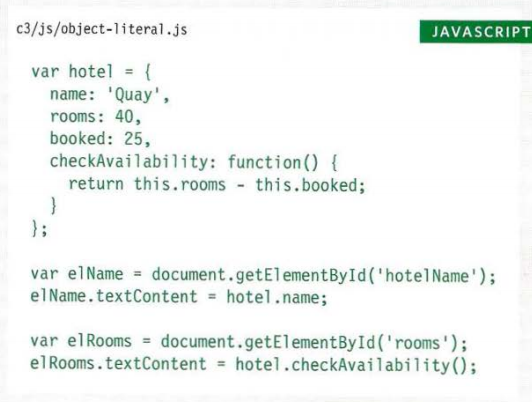 c3/js/object-literal.js
JAVASCRIPT
var hotel = {
  name: 'Quay',
  rooms: 40,
  booked: 25,
  checkAvailability: function() {
    return this.rooms - this.booked;
  }
};

var elName = document.getElementById('hotelName');
elName.textContent = hotel.name;

var elRooms = document.getElementById('rooms');
elRooms.textContent = hotel.checkAvailability();